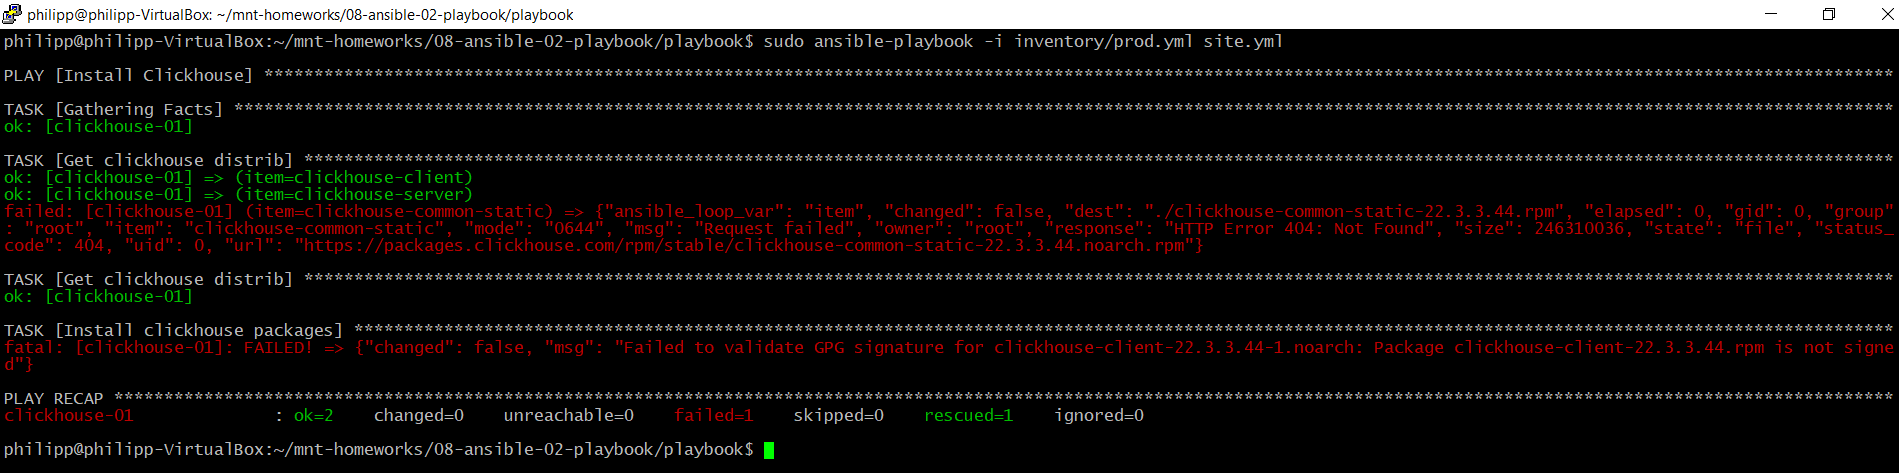 philipp@philipp-VirtualBox: ~/mnt-homeworks/08-ansible-02-playbook/playbook
philipp@philipp-VirtualBox:~/mnt-homeworks/08-ansible-02-playbook/playbook$ sudo ansible-playbook -i inventory/prod.yml site.yml
PLAY [Install Clickhouse] ******************************************************************************************************************************************************************
TASK [Gathering Facts] *********************************************************************************************************************************************************************
ok: [clickhouse-01]
TASK [Get clickhouse distrib] **************************************************************************************************************************************************************
ok: [clickhouse-01] => (item=clickhouse-client)
ok: [clickhouse-01] => (item=clickhouse-server)
failed: [clickhouse-01] (item=clickhouse-common-static) => {"ansible_loop_var": "item", "changed": false, "dest": "./clickhouse-common-static-22.3.3.44.rpm", "elapsed": 0, "gid": 0, "group"
: "root", "item": "clickhouse-common-static", "mode": "0644", "msg": "Request failed", "owner": "root", "response": "HTTP Error 404: Not Found", "size": 246310036, "state": "file", "status_
code": 404, "uid": 0, "url": "https://packages.clickhouse.com/rpm/stable/clickhouse-common-static-22.3.3.44.noarch.rpm"}
TASK [Get clickhouse distrib] **************************************************************************************************************************************************************
ok: [clickhouse-01]
TASK [Install clickhouse packages] *********************************************************************************************************************************************************
fatal: [clickhouse-01]: FAILED! => {"changed": false, "msg": "Failed to validate GPG signature for clickhouse-client-22.3.3.44-1.noarch: Package clickhouse-client-22.3.3.44.rpm is not signe
d"}
PLAY RECAP *********************************************************************************************************************************************************************************
clickhouse-01 : ok=2 changed=0 unreachable=0 failed=1 skipped=0 rescued=1 ignored=0
philipp@philipp-VirtualBox:~/mnt-homeworks/08-ansible-02-playbook/playbook$